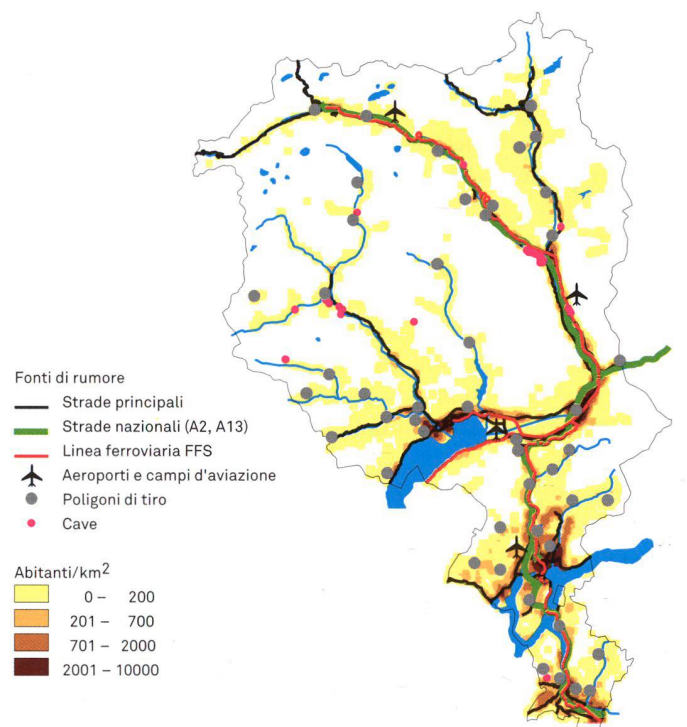 Fonti di rumore
Strade principali
Strade nazionali (A2, A13)
Linea ferroviaria FFS
Aeroporti e campi d'aviazione
Poligoni di tiro
Cave
Abitanti/km²
0 – 200
201 – 700
701 – 2000
2001 – 10000